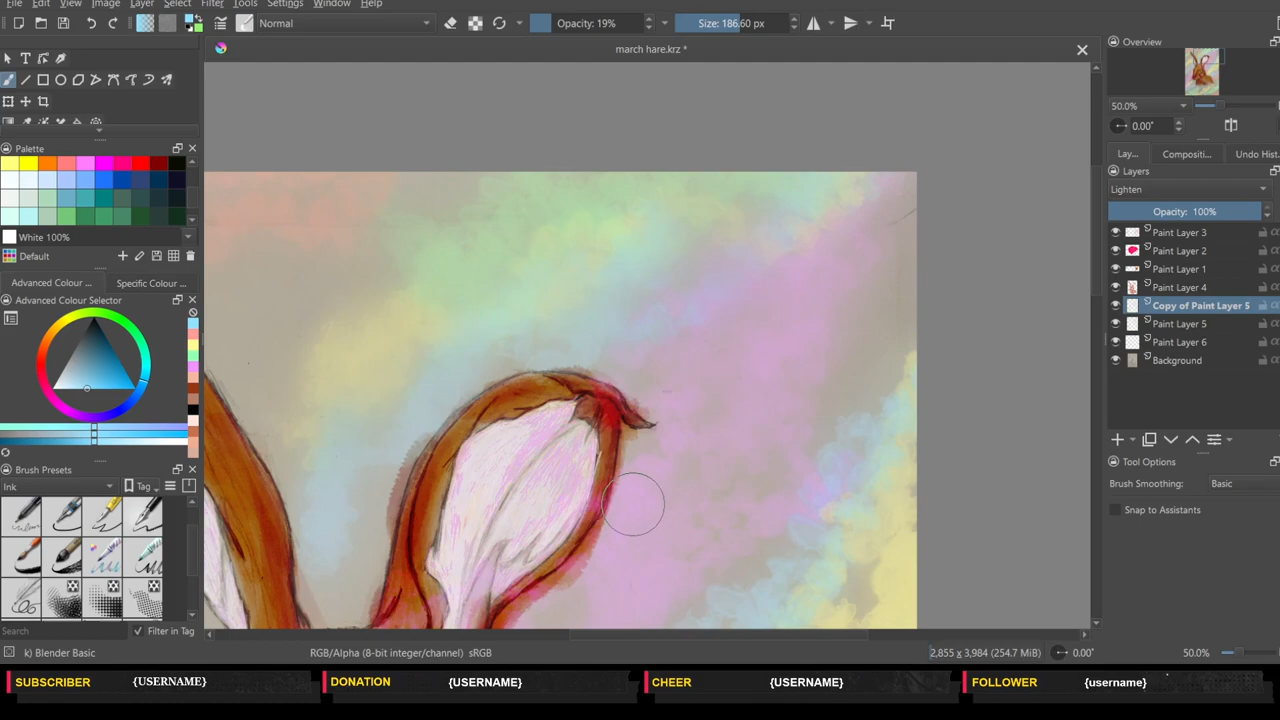 File Edit View Image Layer Select Filter Tools Settings Window Help
Normal Opacity: 19% Size: 186.60 px
march hare.krz *
Overview
50.0%
0.00°
Palette
White 100%
Default
Advanced Colour ... Specific Colour ...
Advanced Colour Selector
Brush Presets
Ink Tag
Search Filter in Tag
Lay... Compositi... Undo Hist.
Layers
Lighten
Opacity: 100%
Paint Layer 3
Paint Layer 2
Paint Layer 1
Paint Layer 4
Copy of Paint Layer 5
Paint Layer 5
Paint Layer 6
Background
Tool Options
Brush Smoothing: Basic
Snap to Assistants
k) Blender Basic RGB/Alpha (8-bit integer/channel) sRGB 2,855 x 3,984 (254.7 MiB) 0.00° 50.0%
SUBSCRIBER {USERNAME} DONATION {USERNAME} CHEER {USERNAME} FOLLOWER {username}